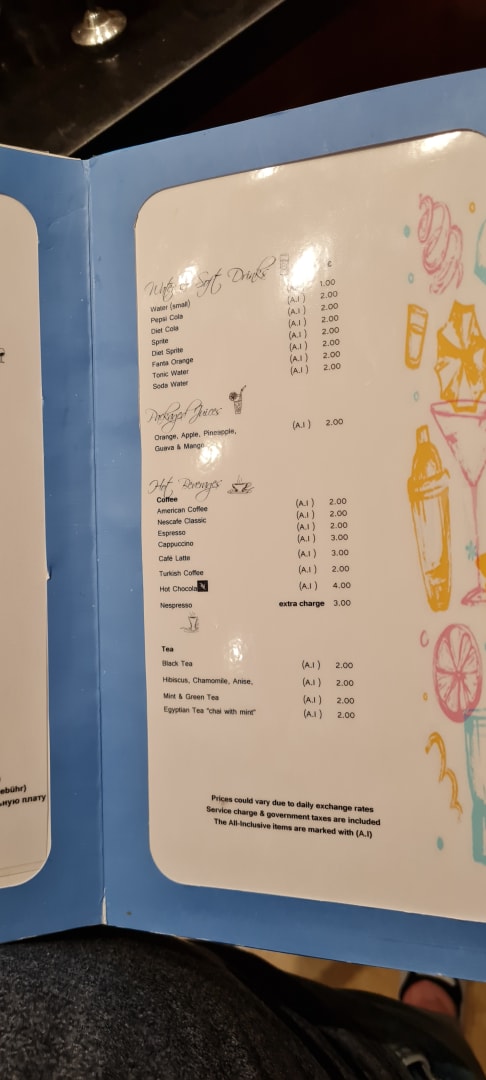 ebühr)
ьную плату
Water & Soft Drinks €
Water (small) (A.I ) 1.00
Pepsi Cola (A.I ) 2.00
Diet Cola (A.I ) 2.00
Sprite (A.I ) 2.00
Diet Sprite (A.I ) 2.00
Fanta Orange (A.I ) 2.00
Tonic Water (A.I ) 2.00
Soda Water (A.I ) 2.00
Packaged Juices
Orange, Apple, Pineapple, (A.I ) 2.00
Guava & Mango
Hot Beverages
Coffee
American Coffee (A.I ) 2.00
Nescafe Classic (A.I ) 2.00
Espresso (A.I ) 2.00
Cappuccino (A.I ) 3.00
Café Latte (A.I ) 3.00
Turkish Coffee (A.I ) 2.00
Hot Chocola (A.I ) 4.00
Nespresso extra charge 3.00
Tea
Black Tea (A.I ) 2.00
Hibiscus, Chamomile, Anise, (A.I ) 2.00
Mint & Green Tea (A.I ) 2.00
Egyptian Tea "chai with mint" (A.I ) 2.00
Prices could vary due to daily exchange rates
Service charge & government taxes are included
The All-Inclusive items are marked with (A.I)